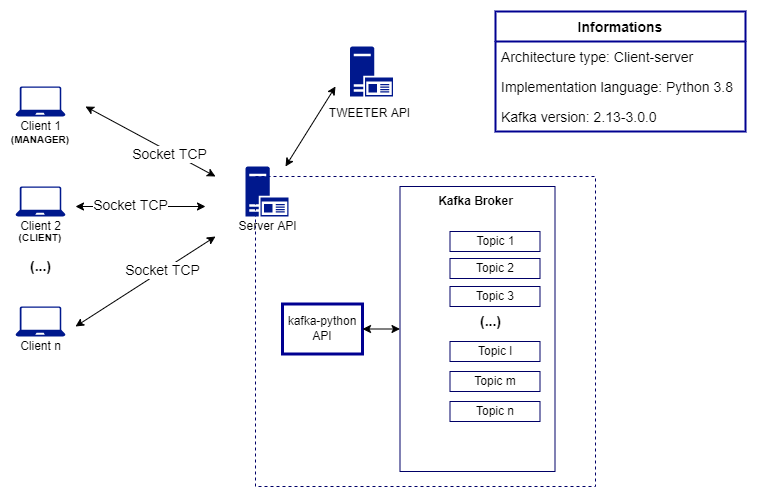 Informations
Architecture type: Client-server
Implementation language: Python 3.8
Kafka version: 2.13-3.0.0
TWEETER API
Client 1
(MANAGER)
Socket TCP
Client 2
(CLIENT)
Socket TCP
(...)
Socket TCP
Client n
Server API
Kafka Broker
Topic 1
Topic 2
Topic 3
(...)
Topic l
Topic m
Topic n
kafka-python
API